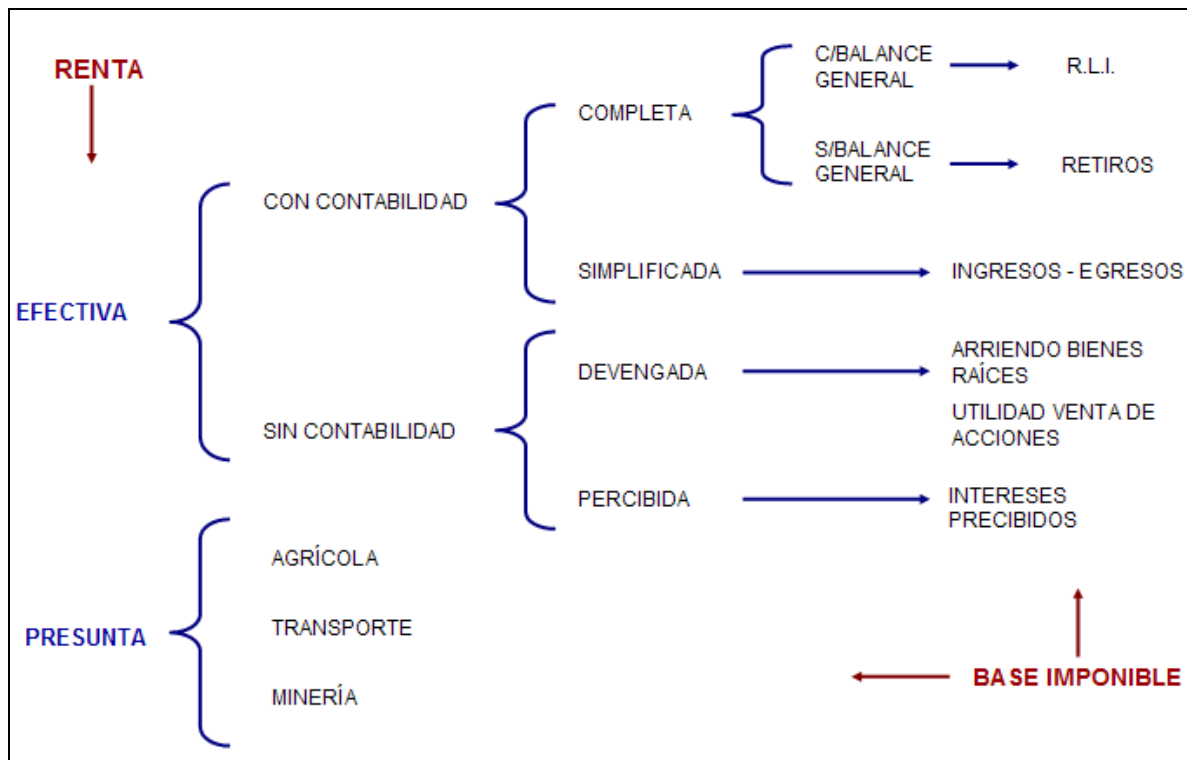 RENTA
C/BALANCE
GENERAL
R.L.I.
COMPLETA
S/BALANCE
GENERAL
RETIROS
CON CONTABILIDAD
SIMPLIFICADA
INGRESOS - EGRESOS
EFECTIVA
DEVENGADA
ARRIENDO BIENES
RAÍCES
UTILIDAD VENTA DE
ACCIONES
SIN CONTABILIDAD
PERCIBIDA
INTERESES
PRECIBIDOS
AGRÍCOLA
TRANSPORTE
PRESUNTA
MINERÍA
BASE IMPONIBLE